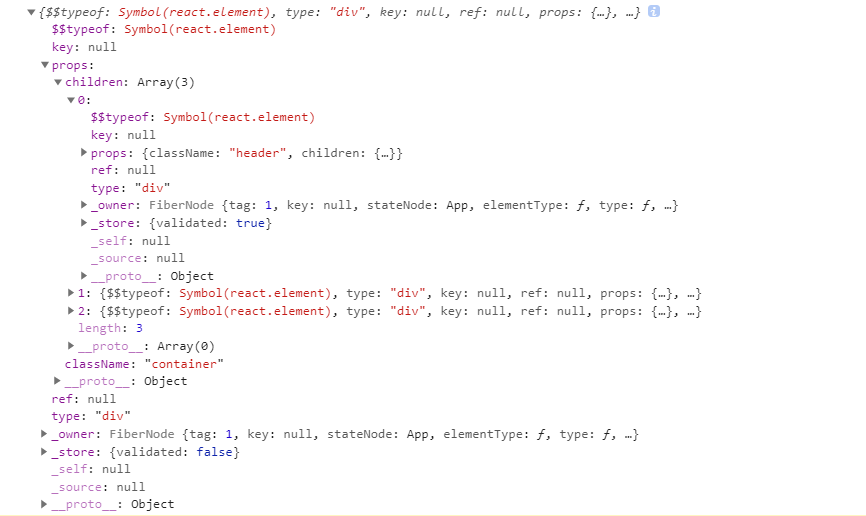 {$$typeof: Symbol(react.element), type: "div", key: null, ref: null, props: {…}, …} i
$$typeof: Symbol(react.element)
key: null
props:
children: Array(3)
0:
$$typeof: Symbol(react.element)
key: null
props: {className: "header", children: {…}}
ref: null
type: "div"
_owner: FiberNode {tag: 1, key: null, stateNode: App, elementType: ƒ, type: ƒ, …}
_store: {validated: true}
_self: null
_source: null
__proto__: Object
1: {$$typeof: Symbol(react.element), type: "div", key: null, ref: null, props: {…}, …}
2: {$$typeof: Symbol(react.element), type: "div", key: null, ref: null, props: {…}, …}
length: 3
__proto__: Array(0)
className: "container"
__proto__: Object
ref: null
type: "div"
_owner: FiberNode {tag: 1, key: null, stateNode: App, elementType: ƒ, type: ƒ, …}
_store: {validated: false}
_self: null
_source: null
__proto__: Object